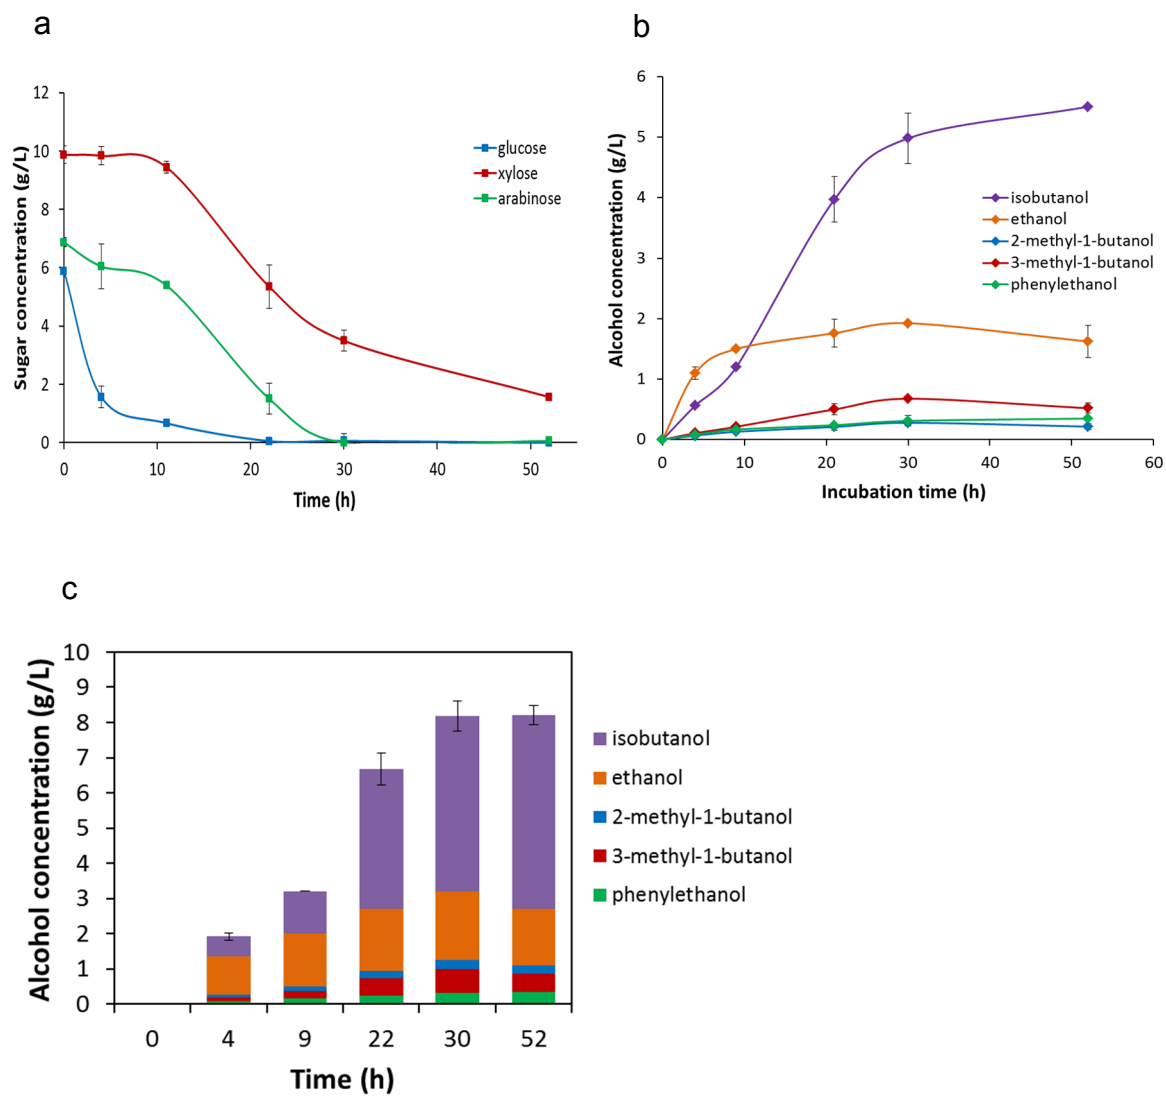 a
12
10
8
6
4
2
0
Sugar concentration (g/L)
glucose
xylose
arabinose
0 10 20 30 40 50
Time (h)
b
6
5
4
3
2
1
0
Alcohol concentration (g/L)
isobutanol
ethanol
2-methyl-1-butanol
3-methyl-1-butanol
phenylethanol
0 10 20 30 40 50 60
Incubation time (h)
c
10
9
8
7
6
5
4
3
2
1
0
Alcohol concentration (g/L)
isobutanol
ethanol
2-methyl-1-butanol
3-methyl-1-butanol
phenylethanol
0 4 9 22 30 52
Time (h)